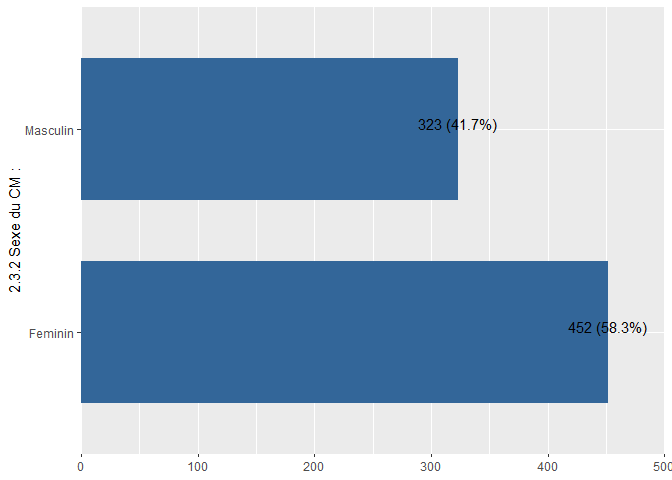 2.3.2 Sexe du CM :
Masculin
323 (41.7%)
Feminin
452 (58.3%)
0 100 200 300 400 500